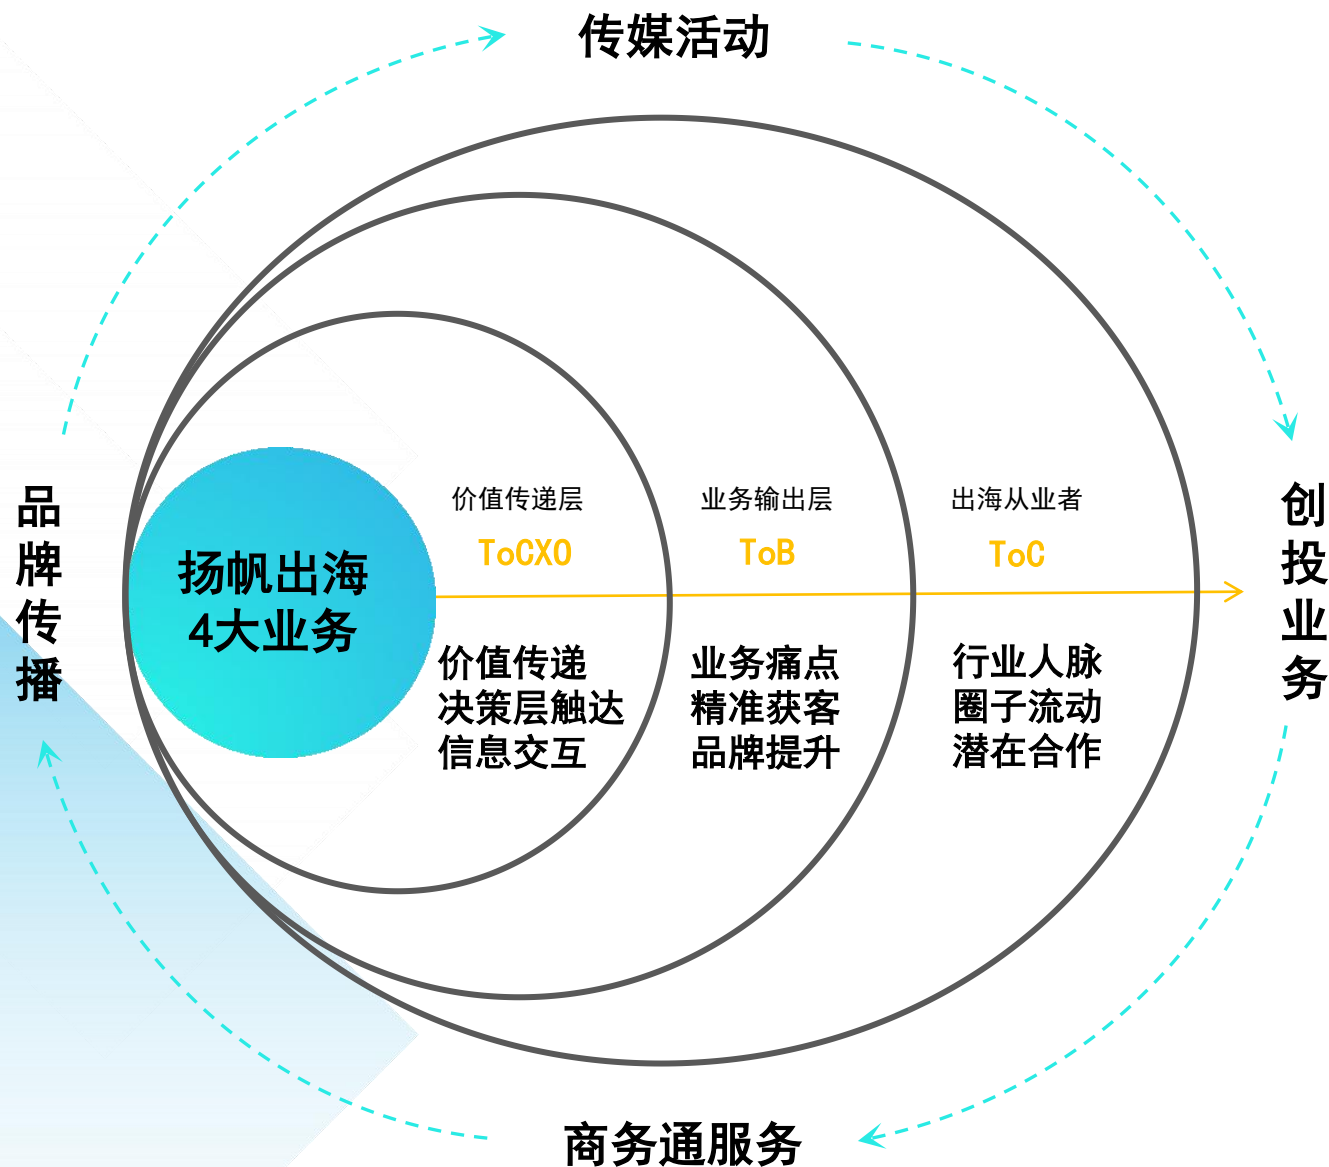 传媒活动
品
牌
传
播
扬帆出海
4大业务
价值传递层
ToCXO
价值传递
决策层触达
信息交互
业务输出层
ToB
业务痛点
精准获客
品牌提升
出海从业者
ToC
行业人脉
圈子流动
潜在合作
创
投
业
务
商务通服务